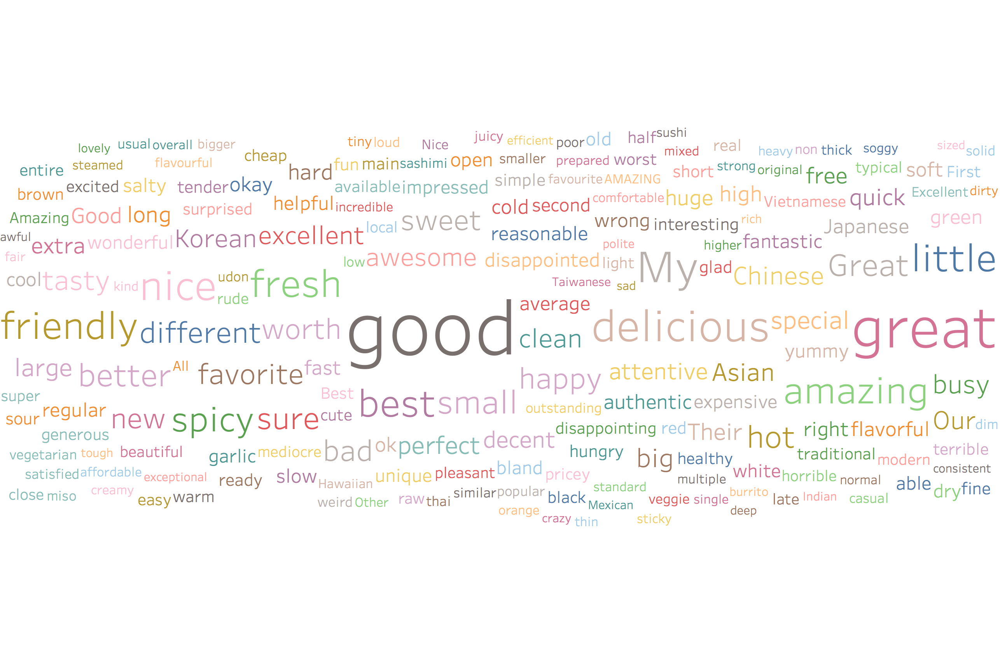 lovely usual overall bigger tiny loud Nice juicy efficient poor old half sushi
steamed flavourful cheap mixed real heavy non thick soggy sized solid
entire hard fun main sashimi open smaller prepared worst short strong original free typical soft First
brown excited salty tender okay available impressed simple favourite AMAZING
helpful incredible cold second comfortable huge high Vietnamese quick Excellent dirty
Amazing Good long surprised local sweet reasonable wrong interesting rich Japanese green
awful extra wonderful Korean excellent polite higher fantastic
fair low awesome disappointed light My glad Chinese Great little
cool tasty kind nice udon fresh Taiwanese sad
rude average
friendly different worth good clean delicious special great
yummy
large better All favorite fast happy attentive Asian amazing busy
super Best best small outstanding authentic expensive
sour regular new spicy sure cute Our dim
generous disappointing red Their hot right flavorful
vegetarian tough beautiful garlic mediocre bad ok perfect decent hungry big healthy traditional modern terrible
satisfied affordable exceptional ready slow Hawaiian unique pleasant bland pricey multiple white horrible normal consistent
close miso creamy easy warm similar popular standard burrito able dry fine
weird Other raw thai black Mexican veggie single late Indian casual
orange crazy thin sticky deep